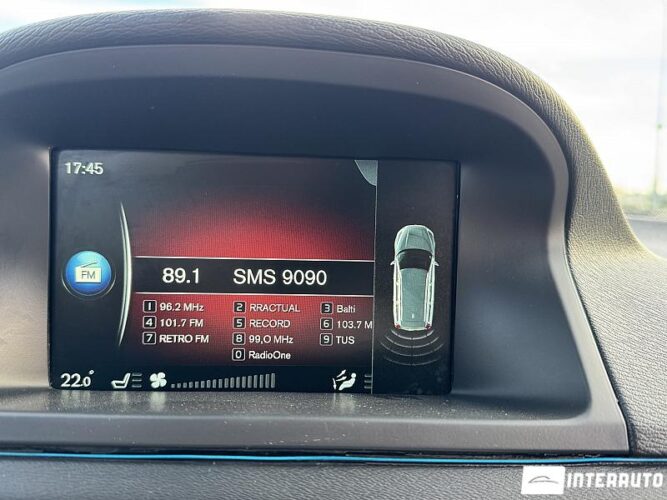 17:45
FM
89.1 SMS 9090
1 96.2 MHz 2 RRACTUAL 3 Balti
4 101.7 FM 5 RECORD 6 103.7 M
7 RETRO FM 8 99,0 MHz 9 TUS
0 RadioOne
22.0°
INTERAUTO